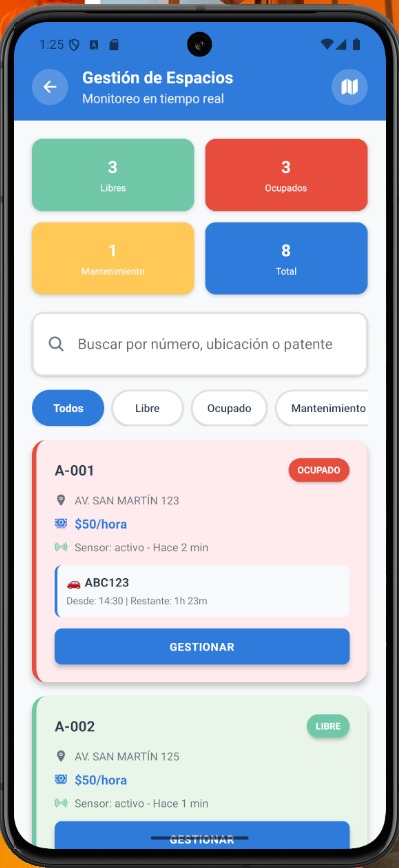 1:25
Gestión de Espacios
Monitoreo en tiempo real
3
Libres
3
Ocupados
1
Mantenimiento
8
Total
Buscar por número, ubicación o patente
Todos
Libre
Ocupado
Mantenimiento
A-001
OCUPADO
AV. SAN MARTÍN 123
$50/hora
Sensor: activo - Hace 2 min
ABC123
Desde: 14:30 | Restante: 1h 23m
GESTIONAR
A-002
LIBRE
AV. SAN MARTÍN 125
$50/hora
Sensor: activo - Hace 1 min
GESTIONAR